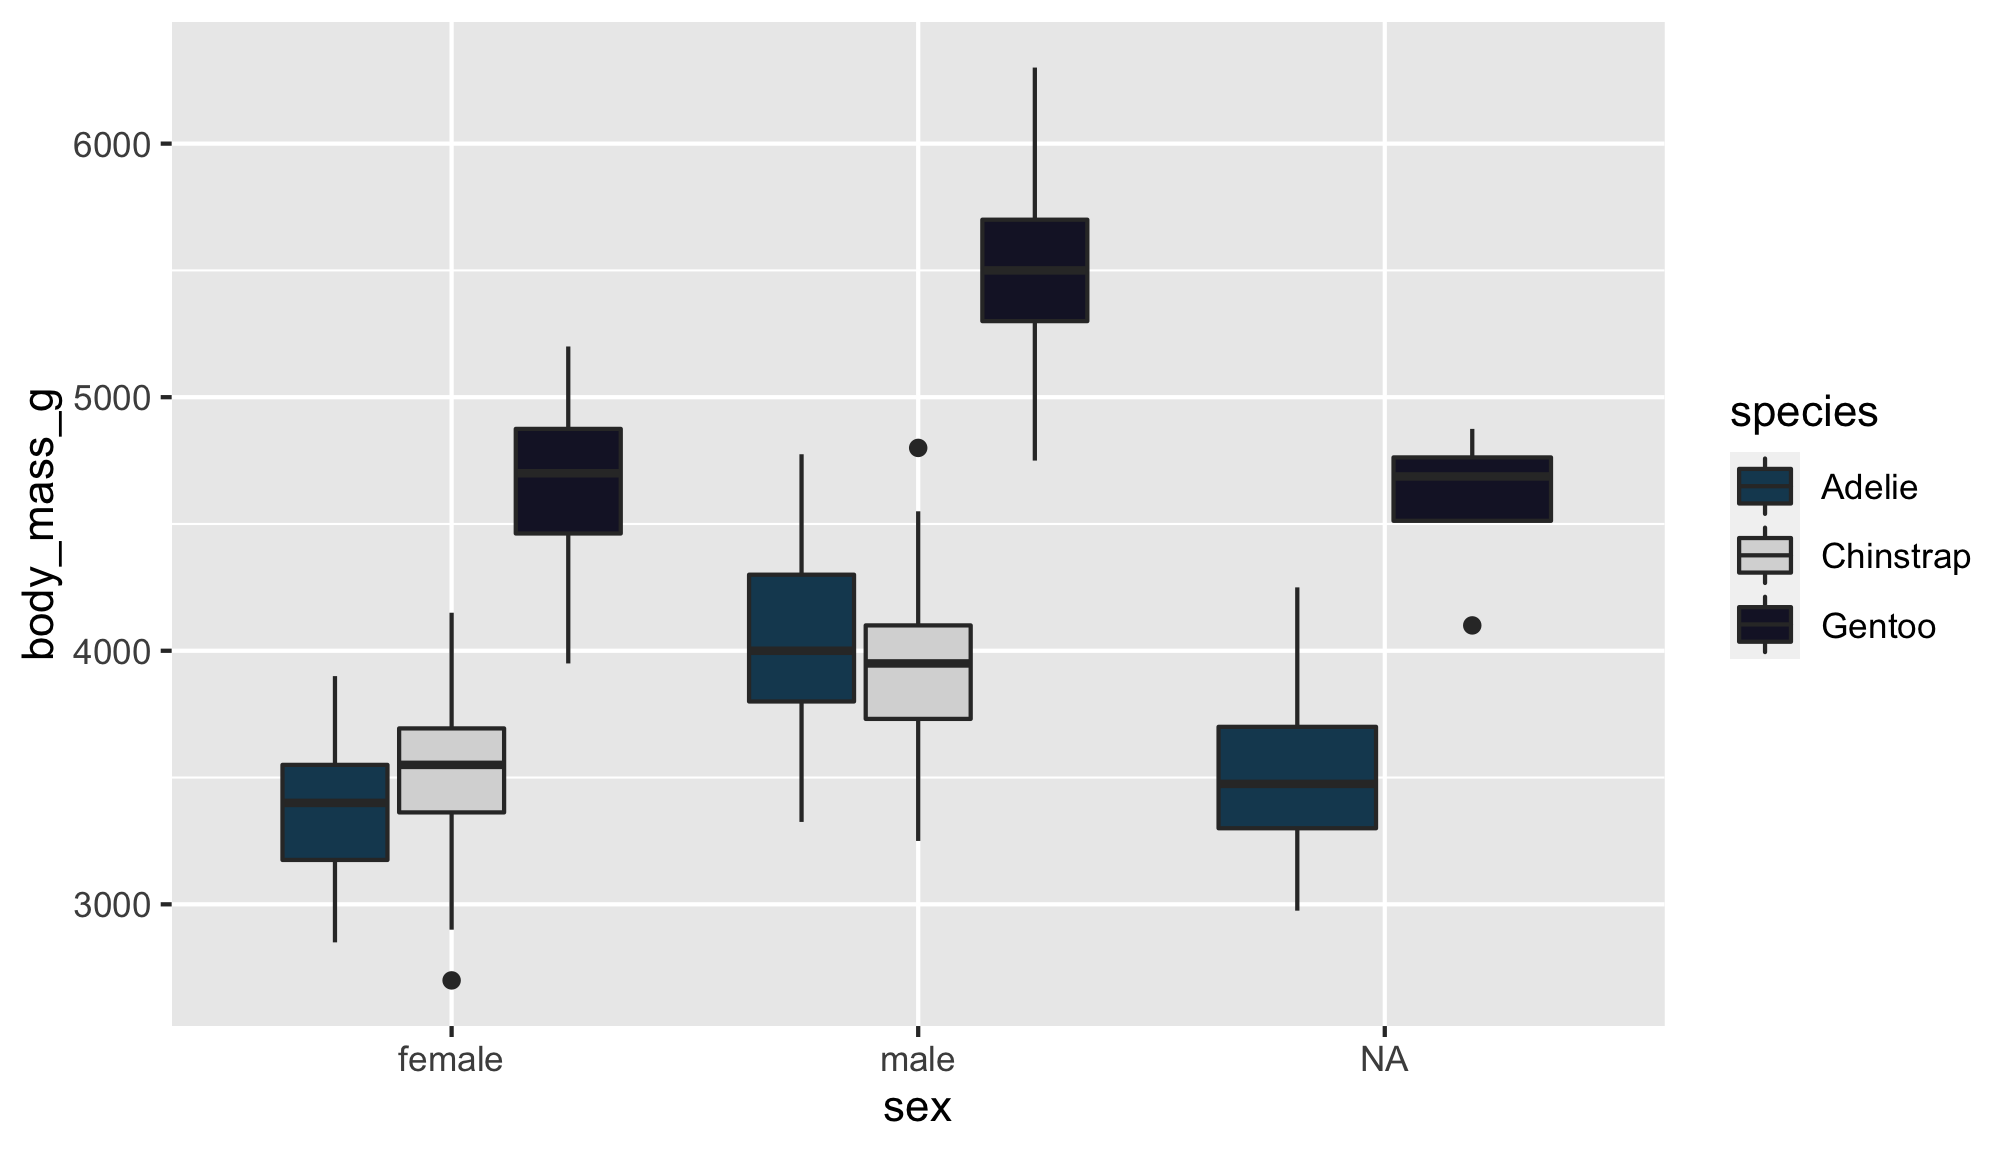 body_mass_g
6000
5000
4000
3000
female male NA
sex
species
Adelie
Chinstrap
Gentoo